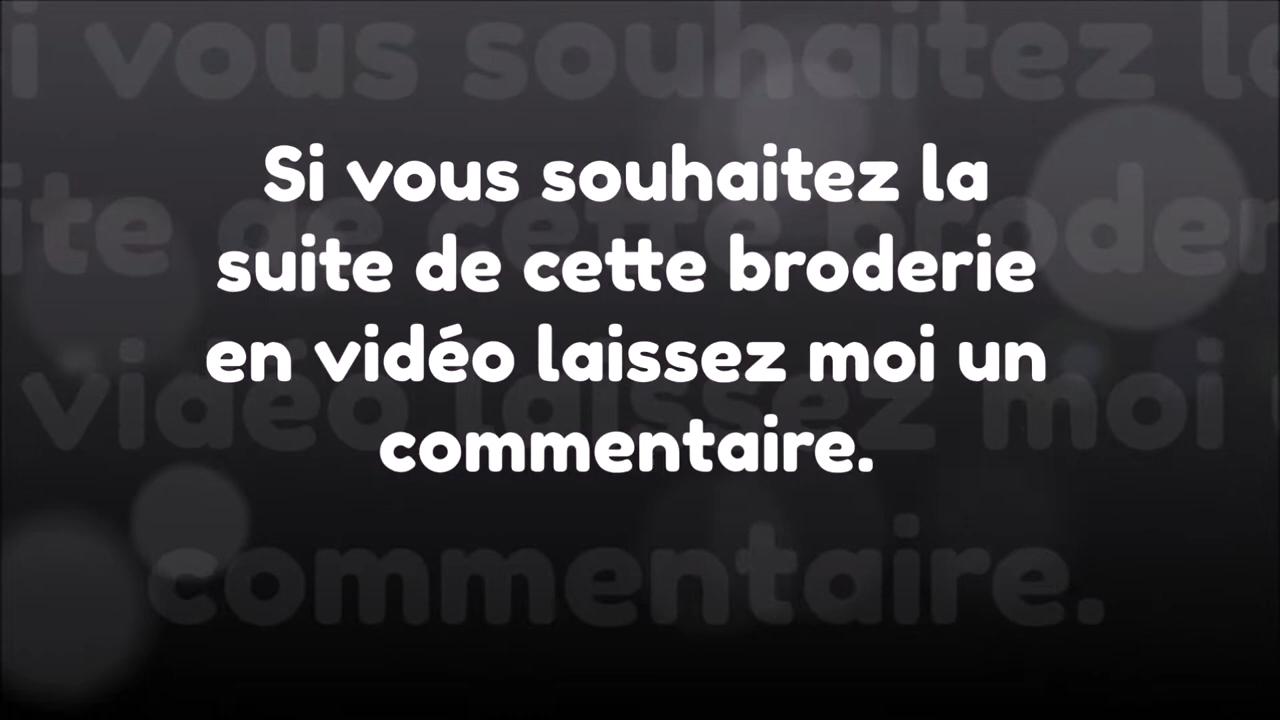 Si vous souhaitez la
suite de cette broderie
en vidéo laissez moi un
commentaire.